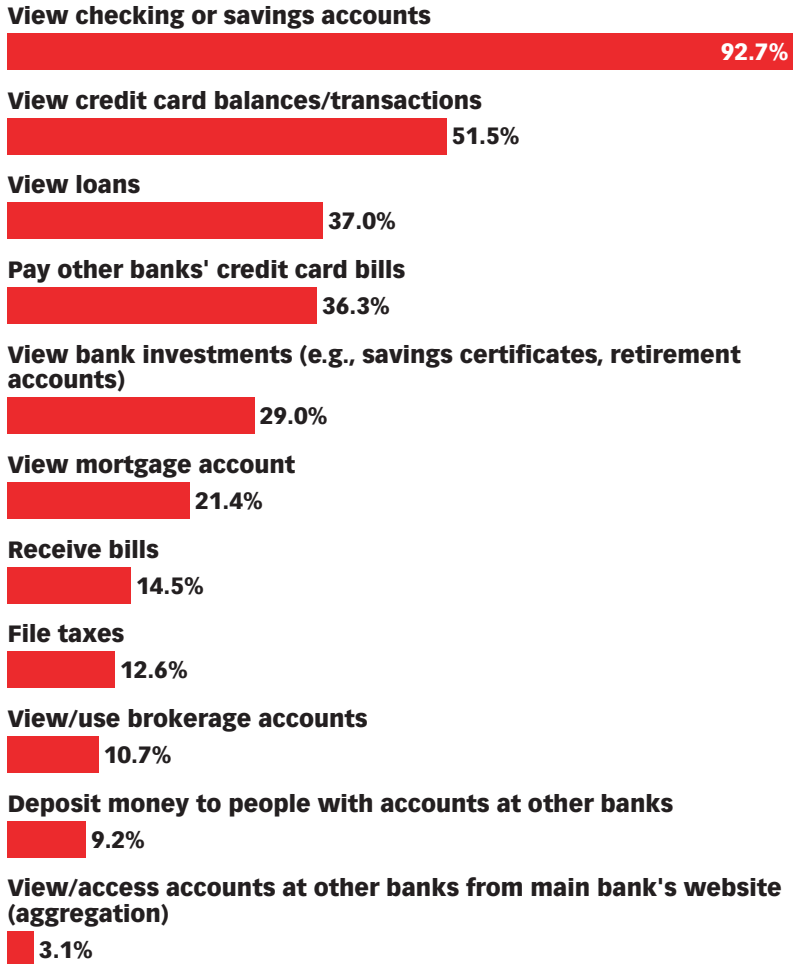 View checking or savings accounts
92.7%
View credit card balances/transactions
51.5%
View loans
37.0%
Pay other banks' credit card bills
36.3%
View bank investments (e.g., savings certificates, retirement
accounts)
29.0%
View mortgage account
21.4%
Receive bills
14.5%
File taxes
12.6%
View/use brokerage accounts
10.7%
Deposit money to people with accounts at other banks
9.2%
View/access accounts at other banks from main bank's website
(aggregation)
3.1%